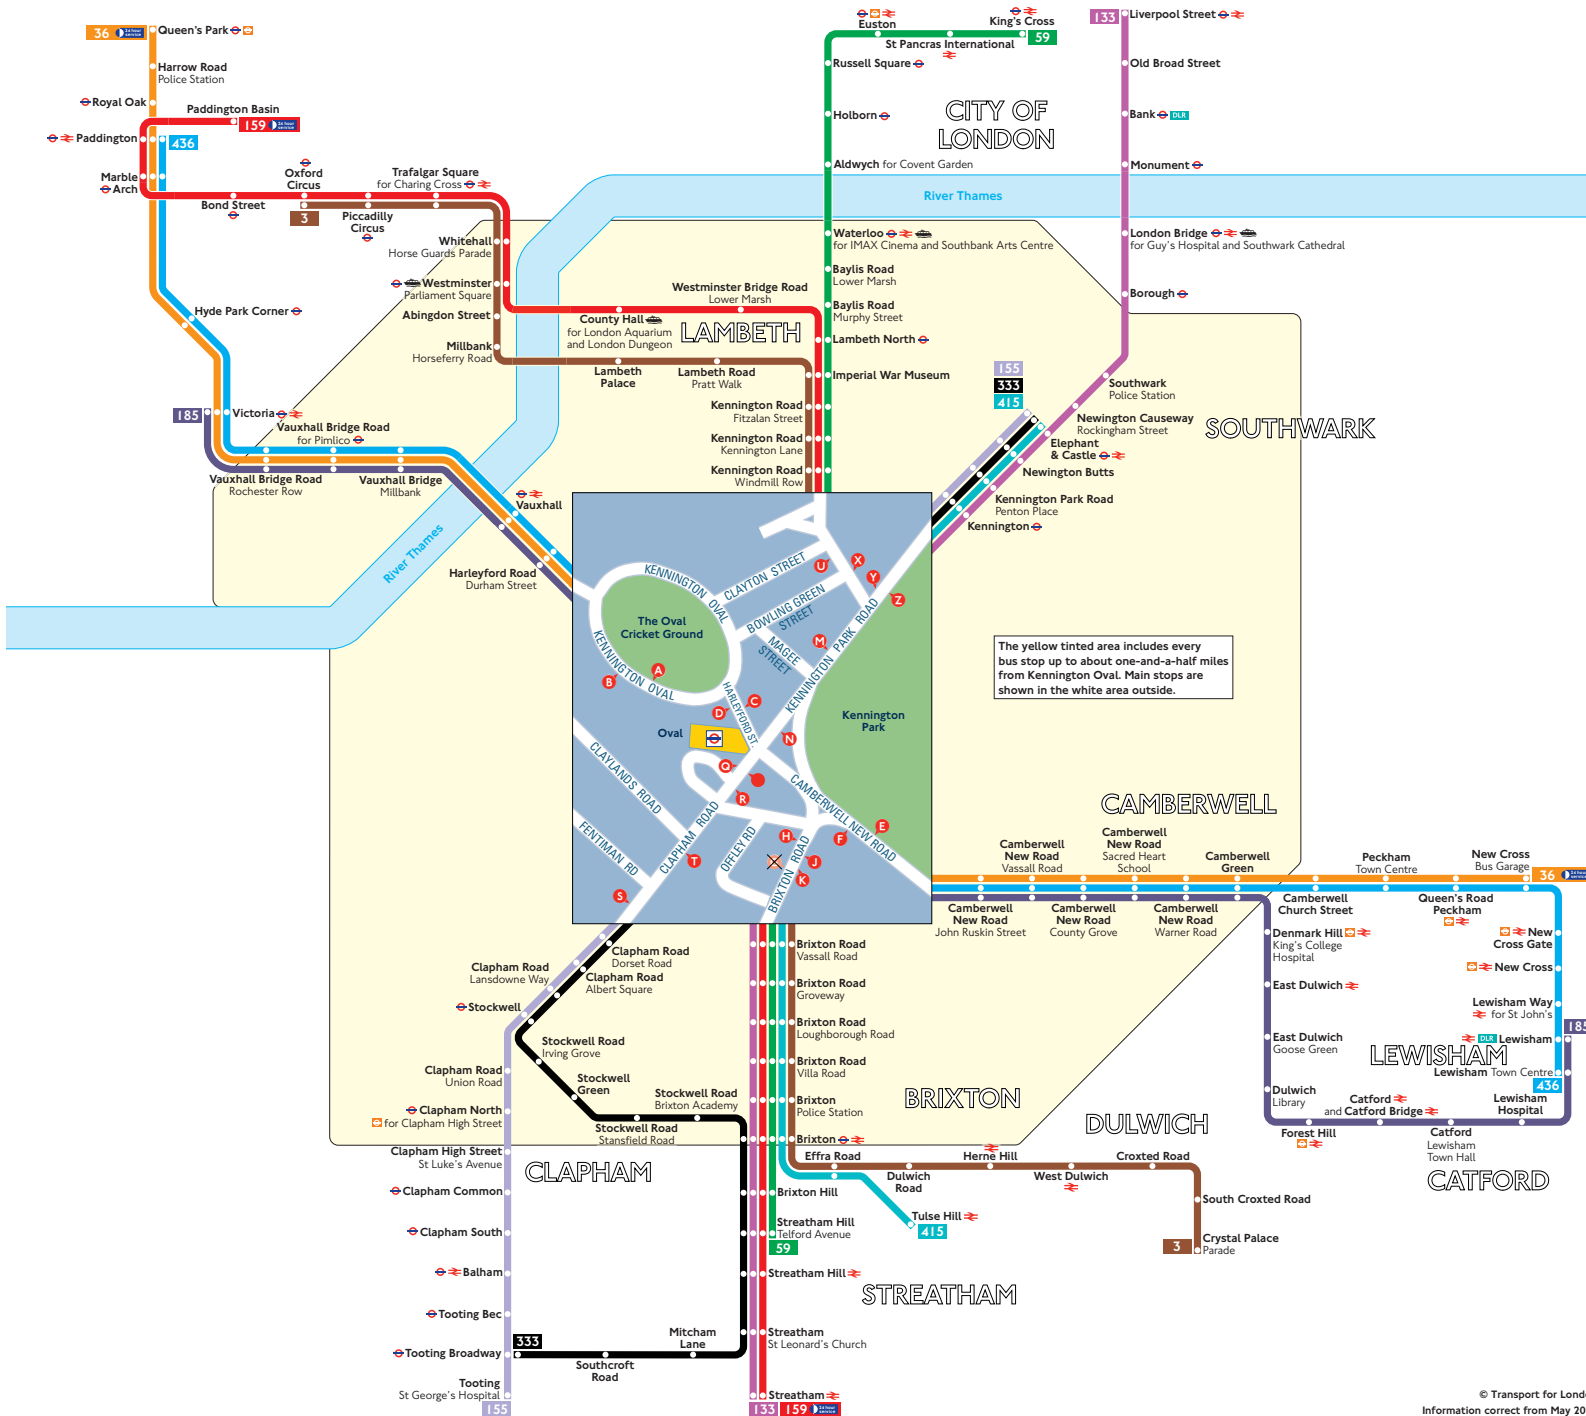 36 24 hour service
Queen's Park
Harrow Road
Police Station
Royal Oak
Paddington Basin
159 24 hour service
Paddington
436
Marble
Arch
Oxford
Circus
Bond Street
3
Piccadilly
Circus
Trafalgar Square
for Charing Cross
Whitehall
Horse Guards Parade
Westminster
Parliament Square
Abingdon Street
Millbank
Horseferry Road
Hyde Park Corner
185
Victoria
Vauxhall Bridge Road
for Pimlico
Vauxhall Bridge Road
Rochester Row
Vauxhall Bridge
Millbank
Vauxhall
Harleyford Road
Durham Street
River Thames
Euston
King's Cross
St Pancras International
59
Russell Square
Holborn
Aldwych for Covent Garden
CITY OF
LONDON
133
Liverpool Street
Old Broad Street
Bank DLR
Monument
River Thames
Waterloo
for IMAX Cinema and Southbank Arts Centre
Baylis Road
Lower Marsh
Baylis Road
Murphy Street
Lambeth North
Imperial War Museum
London Bridge
for Guy's Hospital and Southwark Cathedral
Borough
Westminster Bridge Road
Lower Marsh
County Hall
for London Aquarium
and London Dungeon
LAMBETH
Lambeth
Palace
Lambeth Road
Pratt Walk
Kennington Road
Fitzalan Street
Kennington Road
Kennington Lane
Kennington Road
Windmill Row
155
333
415
Southwark
Police Station
Newington Causeway
Rockingham Street
SOUTHWARK
Elephant
& Castle
Newington Butts
Kennington Park Road
Penton Place
Kennington
KENNINGTON OVAL
CLAYTON STREET
BOWLING GREEN
STREET
MAGEE
STREET
KENNINGTON PARK ROAD
The Oval
Cricket Ground
KENNINGTON OVAL
HARLEYFORD ST.
Oval
Kennington
Park
CLAYLANDS ROAD
FENTIMAN RD
CLAPHAM ROAD
OFFLEY RD
BRIXTON ROAD
CAMBERWELL NEW ROAD
U
X
Y
Z
M
A
B
C
D
N
Q
R
H
J
K
F
E
T
S
The yellow tinted area includes every
bus stop up to about one-and-a-half miles
from Kennington Oval. Main stops are
shown in the white area outside.
CAMBERWELL
Camberwell
New Road
Vassall Road
Camberwell
New Road
Sacred Heart
School
Camberwell
Green
Peckham
Town Centre
New Cross
Bus Garage
36 24 hour service
Camberwell
New Road
John Ruskin Street
Camberwell
New Road
County Grove
Camberwell
New Road
Warner Road
Camberwell
Church Street
Queen's Road
Peckham
Denmark Hill
King's College
Hospital
East Dulwich
East Dulwich
Goose Green
Dulwich
Library
New
Cross Gate
New Cross
Lewisham Way
for St John's
185
DLR Lewisham
LEWISHAM
Lewisham Town Centre
436
Catford
and Catford Bridge
Lewisham
Hospital
Forest Hill
Catford
Lewisham
Town Hall
CATFORD
Clapham Road
Dorset Road
Clapham Road
Lansdowne Way
Clapham Road
Albert Square
Stockwell
Stockwell Road
Irving Grove
Clapham Road
Union Road
Stockwell
Green
Stockwell Road
Brixton Academy
Clapham North
for Clapham High Street
Stockwell Road
Stansfield Road
Clapham High Street
St Luke's Avenue
CLAPHAM
Clapham Common
Clapham South
Balham
Tooting Bec
333
Tooting Broadway
Southcroft
Road
Mitcham
Lane
Tooting
St George's Hospital
155
Brixton Road
Vassall Road
Brixton Road
Groveway
Brixton Road
Loughborough Road
Brixton Road
Villa Road
Brixton
Police Station
Brixton
BRIXTON
DULWICH
Effra Road
Herne Hill
Croxted Road
Dulwich
Road
West Dulwich
Brixton Hill
South Croxted Road
Tulse Hill
415
Streatham Hill
Telford Avenue
59
Crystal Palace
Parade
3
Streatham Hill
STREATHAM
Streatham
St Leonard's Church
Streatham
133
159 24 hour service
© Transport for Londo
Information correct from May 20